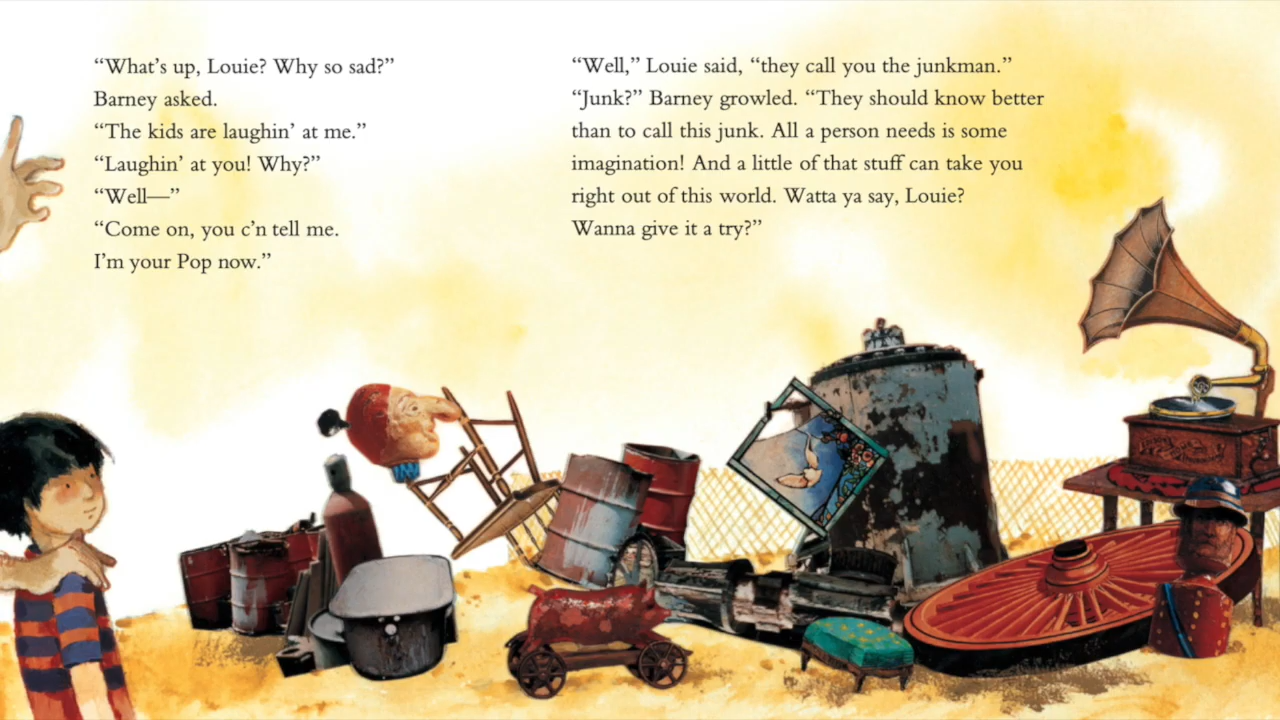 “What’s up, Louie? Why so sad?”
Barney asked.
“The kids are laughin’ at me.”
“Laughin’ at you! Why?”
“Well—”
“Come on, you c’n tell me.
I’m your Pop now.”
“Well,” Louie said, “they call you the junkman.”
“Junk?” Barney growled. “They should know better
than to call this junk. All a person needs is some
imagination! And a little of that stuff can take you
right out of this world. Watta ya say, Louie?
Wanna give it a try?”